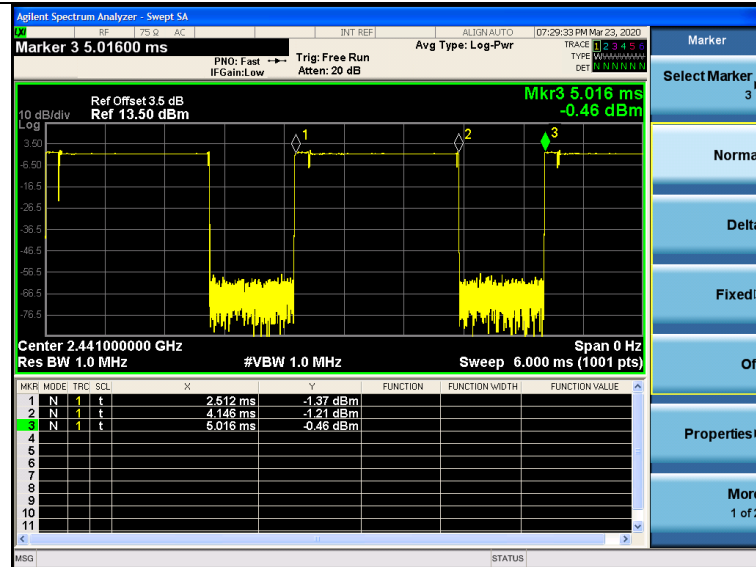 Agilent Spectrum Analyzer - Swept SA
LXI RF 75 Ω AC INT REF ALIGN AUTO 07:29:33 PM Mar 23, 2020
Marker 3 5.01600 ms
PNO: Fast
IFGain:Low
Trig: Free Run
Atten: 20 dB
Avg Type: Log-Pwr
TRACE 1 2 3 4 5 6
TYPE
DET N N N N N N
Mkr3 5.016 ms
-0.46 dBm
Ref Offset 3.5 dB
10 dB/div Ref 13.50 dBm
Log
1 2 3
3.50
-6.50
-16.5
-26.5
-36.5
-46.5
-56.5
-66.5
-76.5
Center 2.441000000 GHz Span 0 Hz
Res BW 1.0 MHz #VBW 1.0 MHz Sweep 6.000 ms (1001 pts)
MKR MODE TRC SCL X Y FUNCTION FUNCTION WIDTH FUNCTION VALUE
1 N 1 t 2.512 ms -1.37 dBm
2 N 1 t 4.146 ms -1.21 dBm
3 N 1 t 5.016 ms -0.46 dBm
4
5
6
7
8
9
10
11
MSG STATUS
Marker
Select Marker
3
Norma
Delta
Fixed
Of
Properties
More
1 of 2